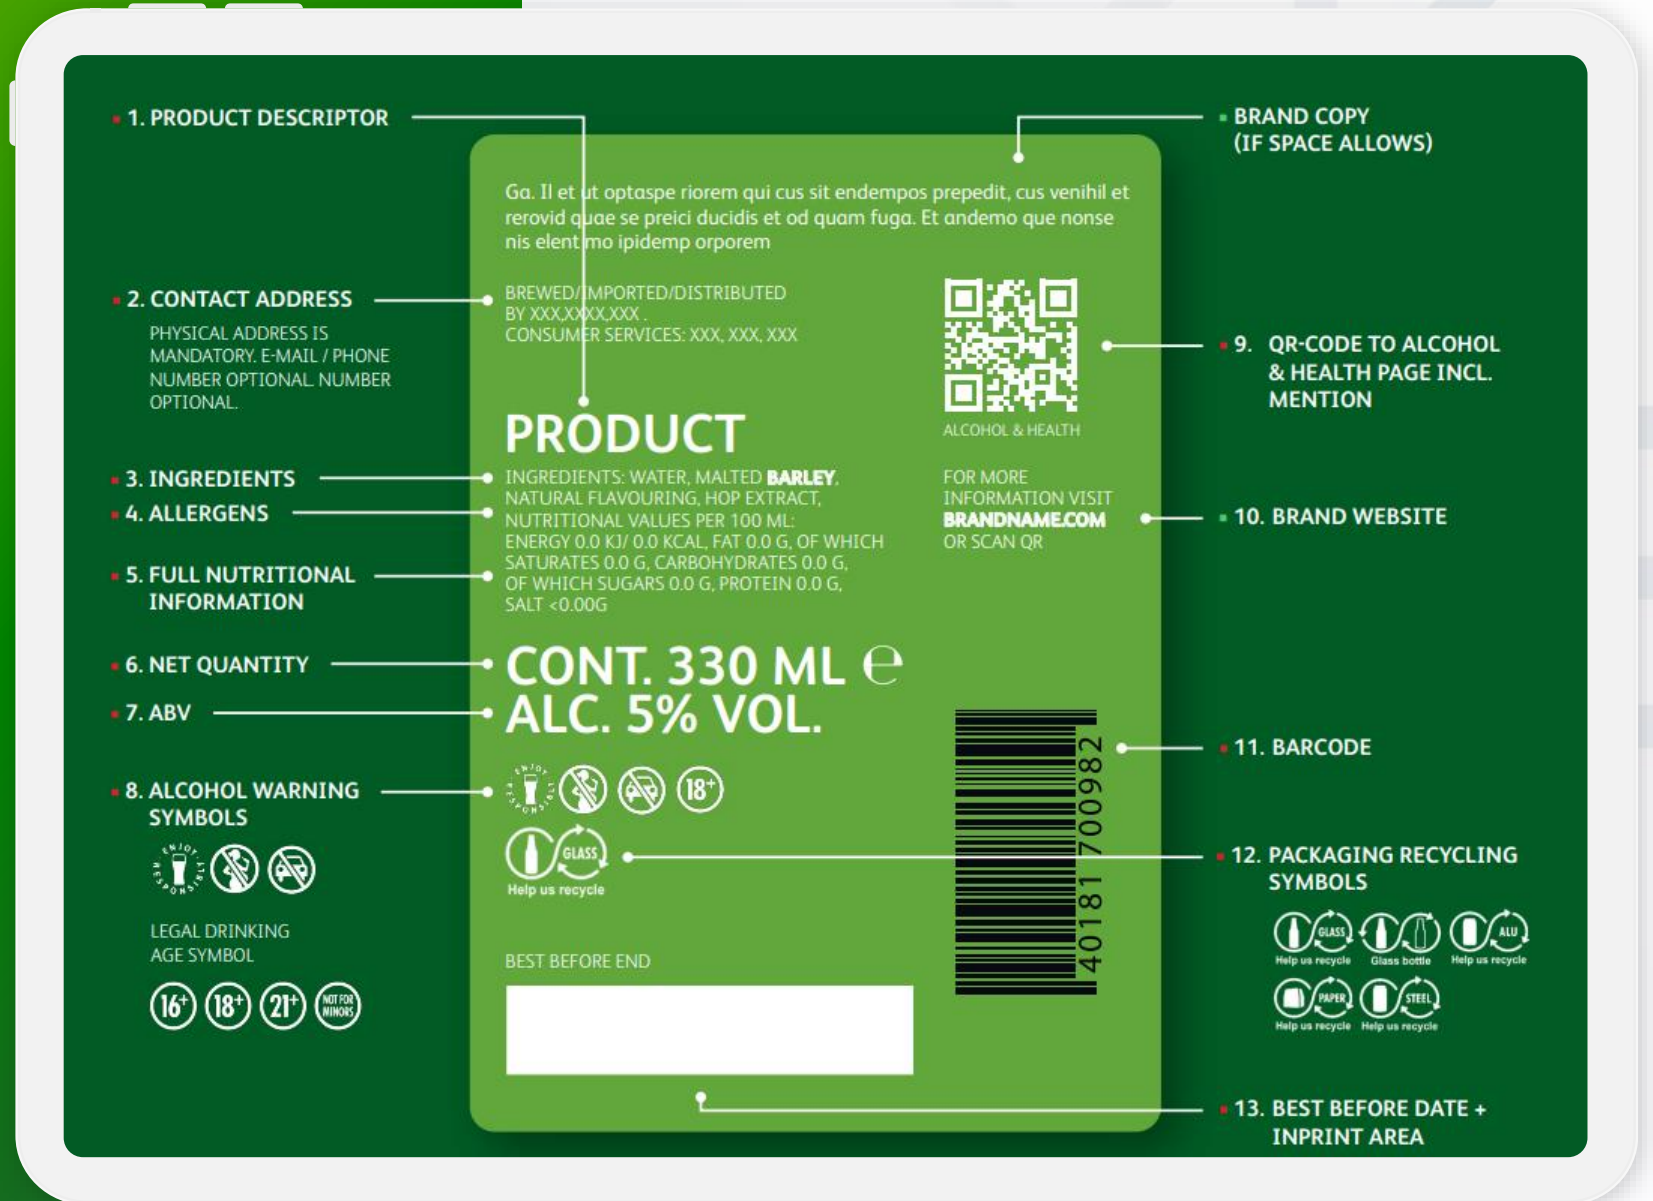 1. PRODUCT DESCRIPTOR
BRAND COPY
(IF SPACE ALLOWS)
Ga. Il et ut optaspe riorem qui cus sit endempos prepedit, cus venihil et
rerovid quae se preici ducidis et od quam fuga. Et andemo que nonse
nis elent mo ipidemp orporem
2. CONTACT ADDRESS
PHYSICAL ADDRESS IS
MANDATORY. E-MAIL / PHONE
NUMBER OPTIONAL. NUMBER
OPTIONAL.
BREWED/IMPORTED/DISTRIBUTED
BY XXX,XXXX,XXX .
CONSUMER SERVICES: XXX, XXX, XXX
9. QR-CODE TO ALCOHOL
& HEALTH PAGE INCL.
MENTION
ALCOHOL & HEALTH
PRODUCT
3. INGREDIENTS
4. ALLERGENS
5. FULL NUTRITIONAL
INFORMATION
INGREDIENTS: WATER, MALTED BARLEY,
NATURAL FLAVOURING, HOP EXTRACT,
NUTRITIONAL VALUES PER 100 ML:
ENERGY 0.0 KJ/ 0.0 KCAL, FAT 0.0 G, OF WHICH
SATURATES 0.0 G, CARBOHYDRATES 0.0 G,
OF WHICH SUGARS 0.0 G, PROTEIN 0.0 G,
SALT <0.00G
FOR MORE
INFORMATION VISIT
BRANDNAME.COM
OR SCAN QR
10. BRAND WEBSITE
6. NET QUANTITY
CONT. 330 ML ℮
7. ABV
ALC. 5% VOL.
11. BARCODE
40181 700982
8. ALCOHOL WARNING
SYMBOLS
ENJOY RESPONSIBLY
18+
GLASS
Help us recycle
ENJOY RESPONSIBLY
LEGAL DRINKING
AGE SYMBOL
16+ 18+ 21+ NOT FOR MINORS
12. PACKAGING RECYCLING
SYMBOLS
GLASS ALU
Help us recycle Glass bottle Help us recycle
PAPER STEEL
Help us recycle Help us recycle
BEST BEFORE END
13. BEST BEFORE DATE +
INPRINT AREA